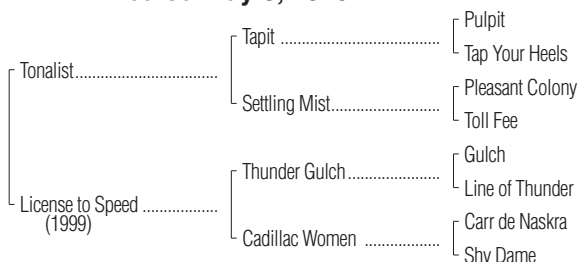 Pulpit
Tapit
Tap Your Heels
Tonalist
Pleasant Colony
Settling Mist
Toll Fee
Gulch
Thunder Gulch
Line of Thunder
License to Speed
(1999)
Carr de Naskra
Cadillac Women
Shy Dame